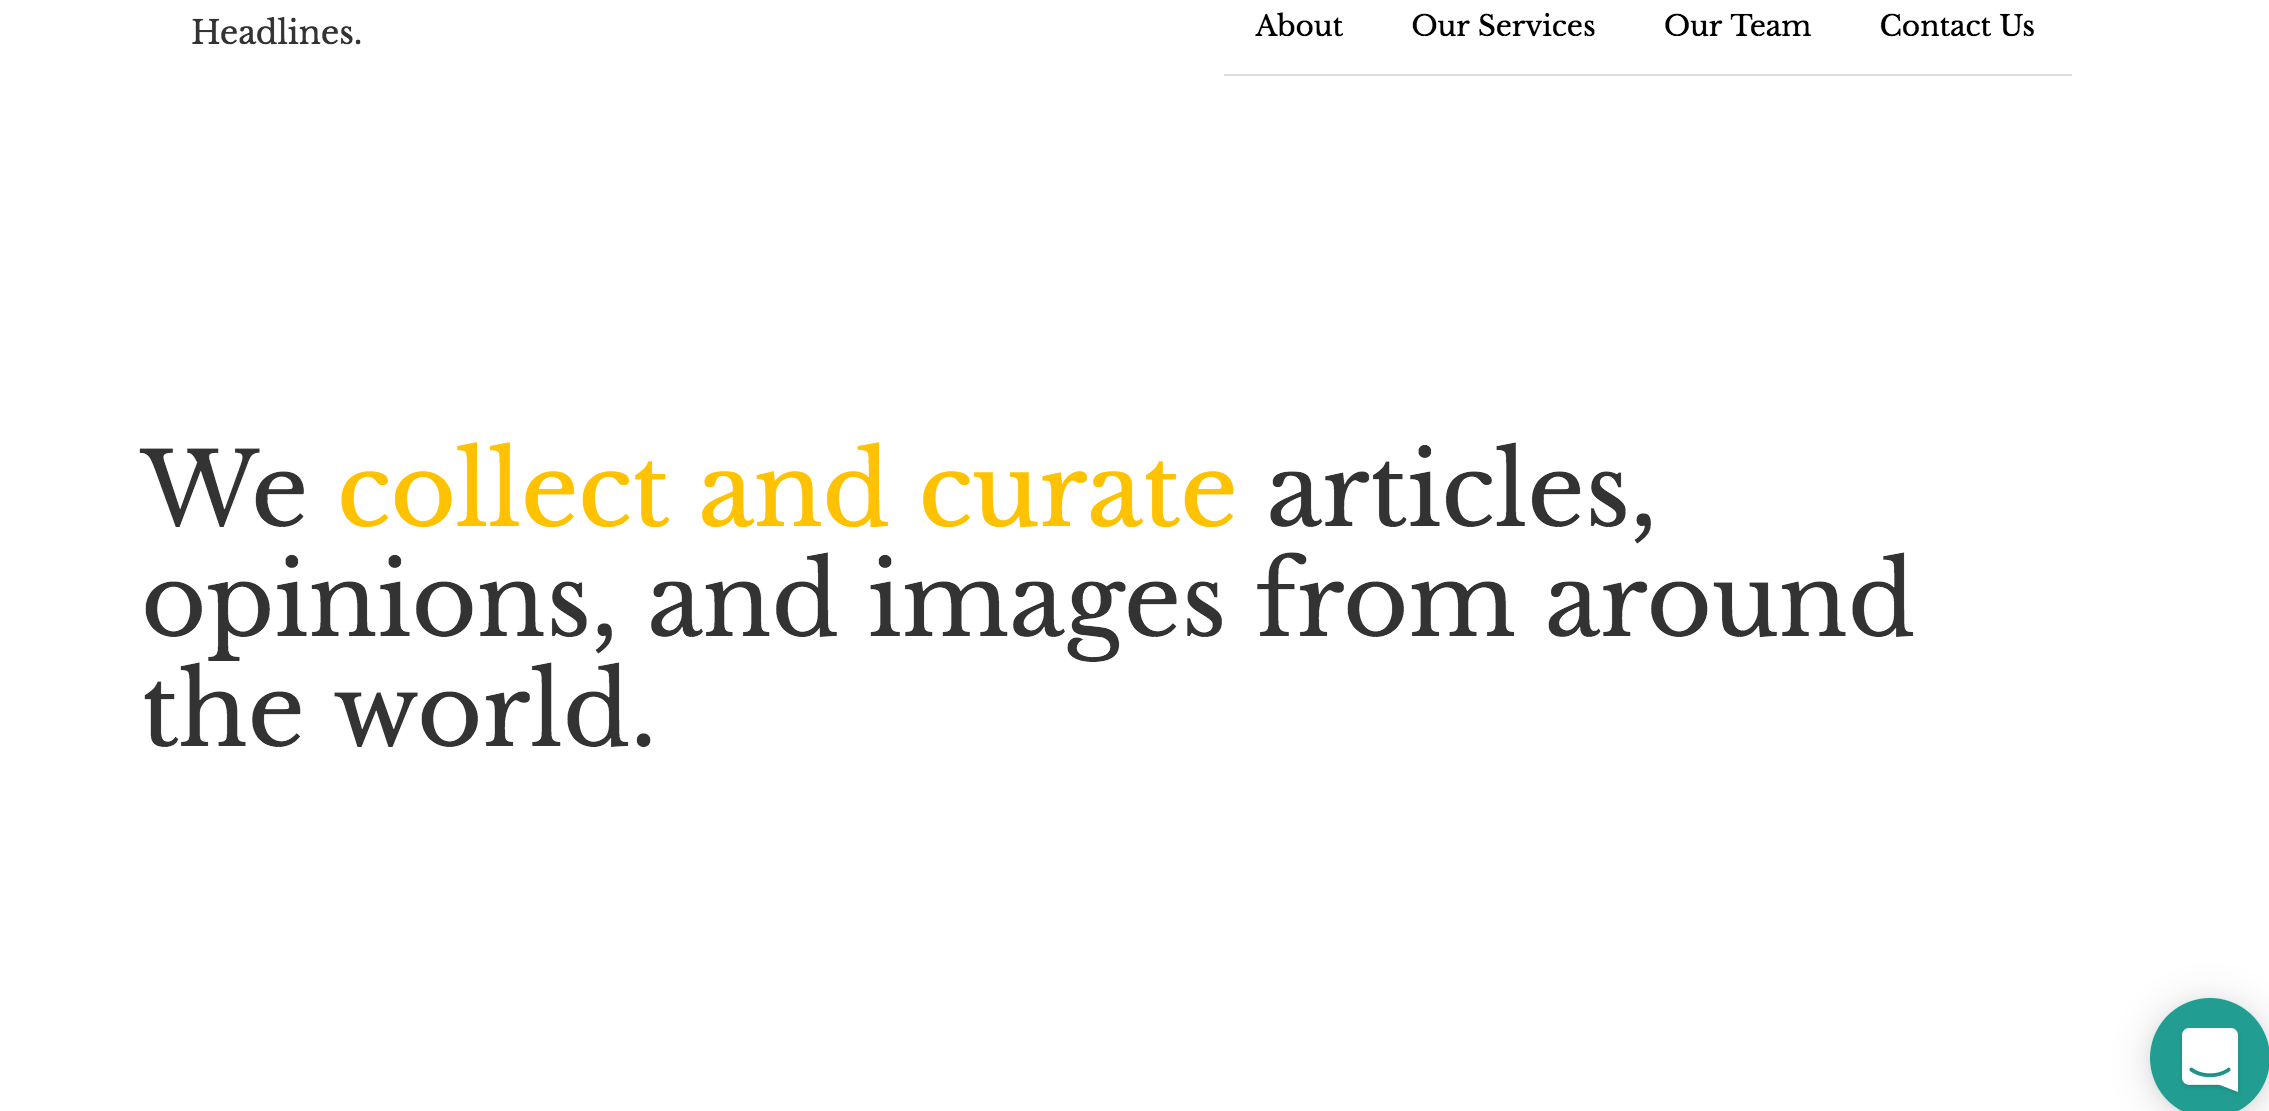 Headlines.
About Our Services Our Team Contact Us
We collect and curate articles,
opinions, and images from around
the world.